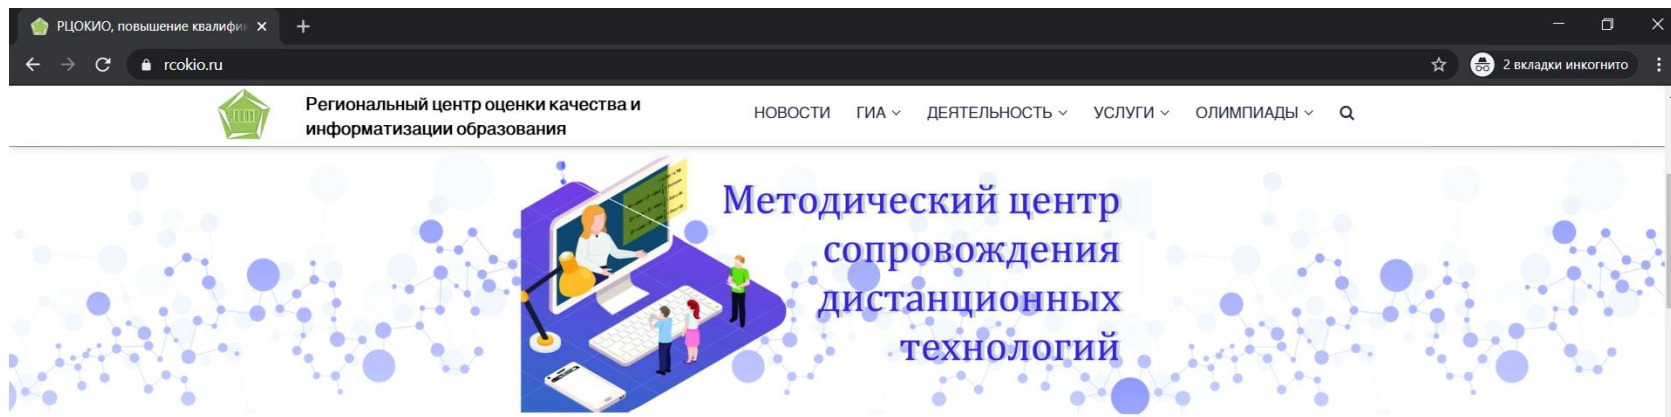 РЦОКИО, повышение квалифи
rcokio.ru
2 вкладки инкогнито
РЦОКИО
Региональный центр оценки качества и
информатизации образования
НОВОСТИ ГИА ДЕЯТЕЛЬНОСТЬ УСЛУГИ ОЛИМПИАДЫ
Методический центр
сопровождения
дистанционных
технологий